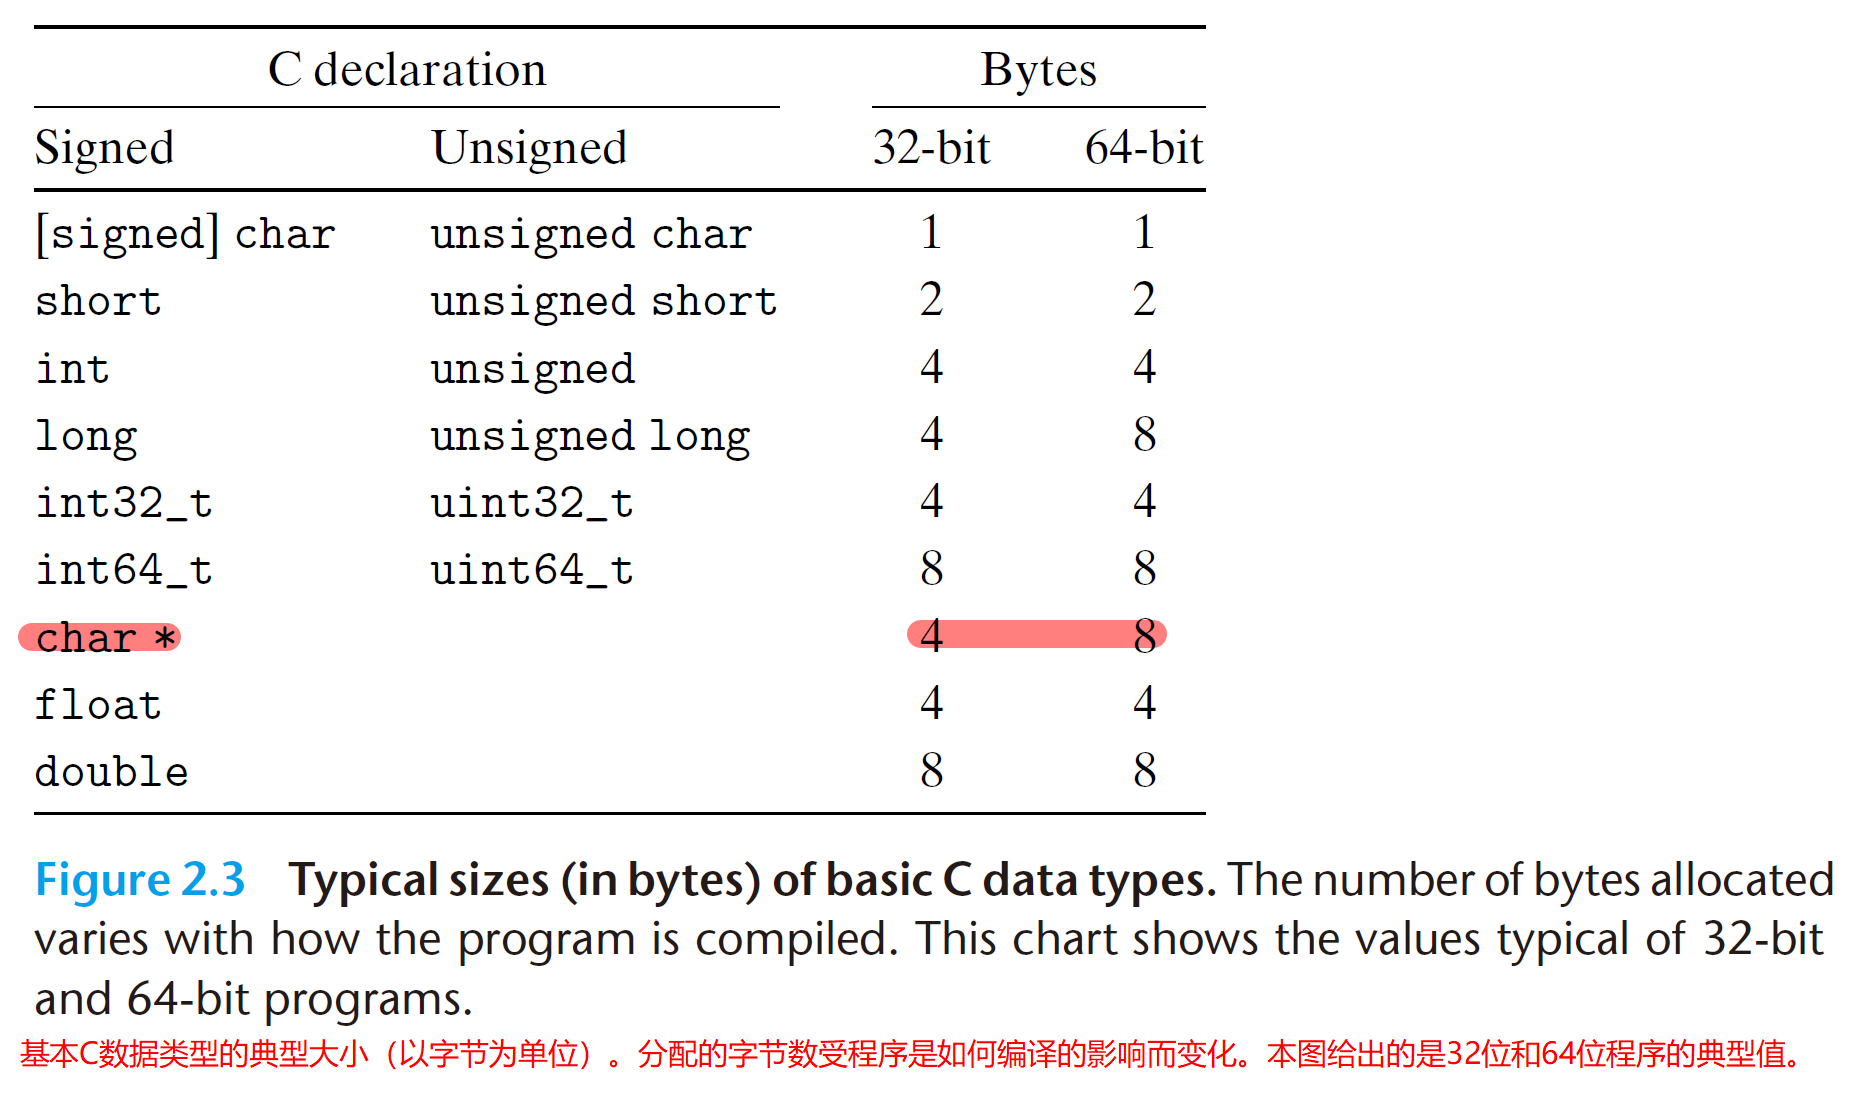 C declaration Bytes
Signed Unsigned 32-bit 64-bit
[signed] char unsigned char 1 1
short unsigned short 2 2
int unsigned 4 4
long unsigned long 4 8
int32_t uint32_t 4 4
int64_t uint64_t 8 8
char * 4 8
float 4 4
double 8 8
Figure 2.3 Typical sizes (in bytes) of basic C data types. The number of bytes allocated
varies with how the program is compiled. This chart shows the values typical of 32-bit
and 64-bit programs.
基本C数据类型的典型大小（以字节为单位）。分配的字节数受程序是如何编译的影响而变化。本图给出的是32位和64位程序的典型值。